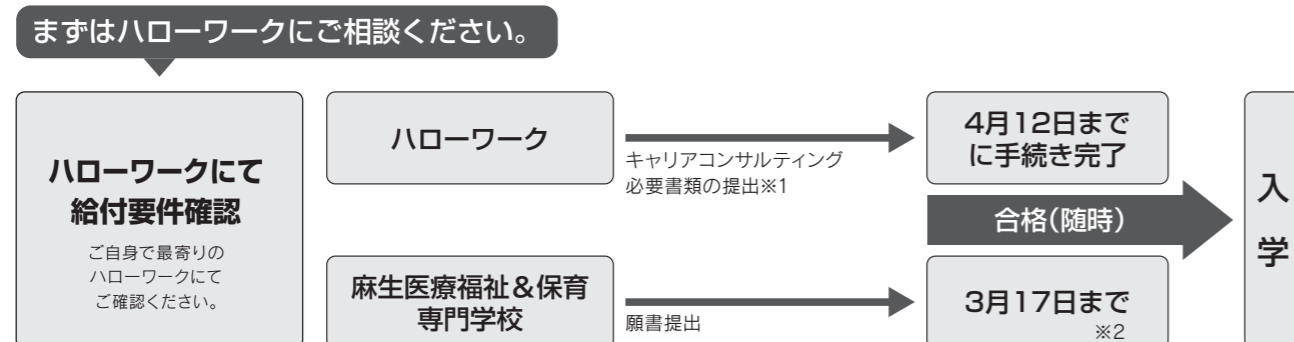 まずはハローワークにご相談ください。
ハローワークにて
給付要件確認
ご自身で最寄りの
ハローワークにて
ご確認ください。
ハローワーク
キャリアコンサルティング
必要書類の提出※1
4月12日まで
に手続き完了
合格(随時)
麻生医療福祉&保育
専門学校
願書提出
3月17日まで
※2
入
学